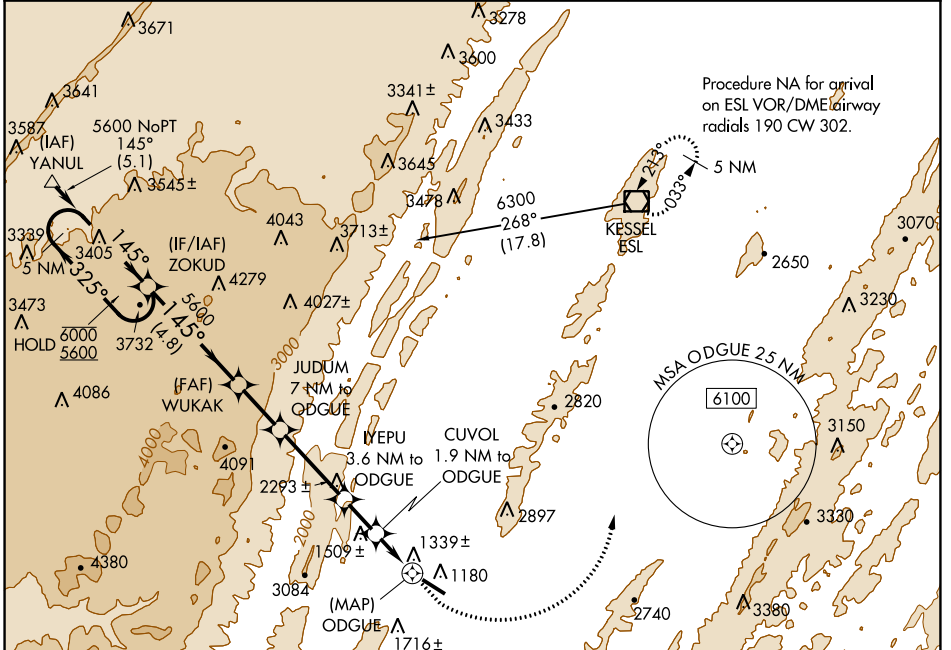 3671
3278
3600
3641
3341±
Procedure NA for arrival
on ESL VOR/DME airway
radials 190 CW 302.
3587
(IAF)
YANUL
5600 NoPT
145°
(5.1)
3433
3645
213°
5 NM
033°
3545±
3478
6300
268°
(17.8)
KESSEL
ESL
3339
5 NM
3405
145°
(IF/IAF)
ZOKUD
4043
3713±
3070
2650
325°
4279
4027±
3230
3473
HOLD
6000
5600
3732
5600
145°
(4.8)
3000
MSA ODGUE 25 NM
6100
(FAF)
WUKAK
JUDUM
7 NM to
ODGUE
4086
2820
4000
4091
IYEPU
3.6 NM to
ODGUE
CUVOL
1.9 NM to
ODGUE
3150
2293±
2897
2000
1509±
3330
1339±
4380
3084
1180
(MAP)
ODGUE
2740
3380
1716±